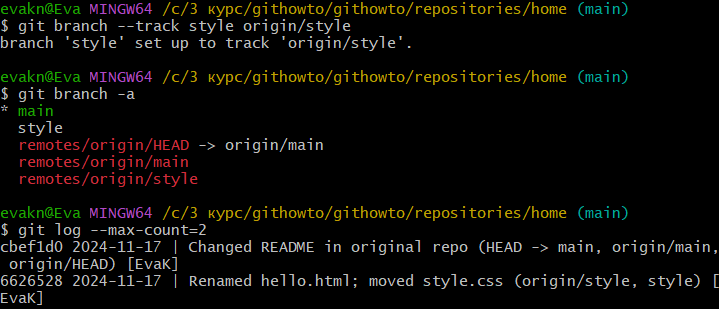 evakn@Eva MINGW64 /c/3 курс/githowto/githowto/repositories/home (main)
$ git branch --track style origin/style
branch 'style' set up to track 'origin/style'.
evakn@Eva MINGW64 /c/3 курс/githowto/githowto/repositories/home (main)
$ git branch -a
* main
  style
  remotes/origin/HEAD -> origin/main
  remotes/origin/main
  remotes/origin/style
evakn@Eva MINGW64 /c/3 курс/githowto/githowto/repositories/home (main)
$ git log --max-count=2
cbef1d0 2024-11-17 | Changed README in original repo (HEAD -> main, origin/main,
 origin/HEAD) [EvaK]
6626528 2024-11-17 | Renamed hello.html; moved style.css (origin/style, style) [
EvaK]